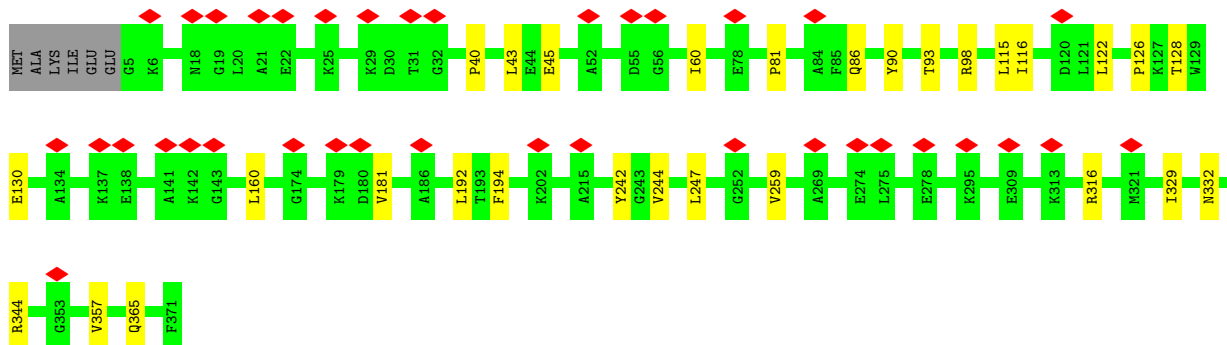 MET ALA LYS ILE GLU GLU G5 K6 N18 G19 L20 A21 E22 K25 K29 D30 T31 G32 P40 L43 E44 E45 A52 D55 G56 I60 E78 P81 A84 F85 Q86 Y90 T93 R98 L115 I116 D120 L121 L122 P126 K127 T128 W129
E130 A134 K137 E138 A141 K142 G143 L160 G174 K179 D180 V181 A186 L192 T193 F194 K202 A215 Y242 G243 V244 L247 G252 V259 A269 E274 L275 E278 K295 E309 K313 R316 M321 I329 N332
R344 G353 V357 Q365 F371